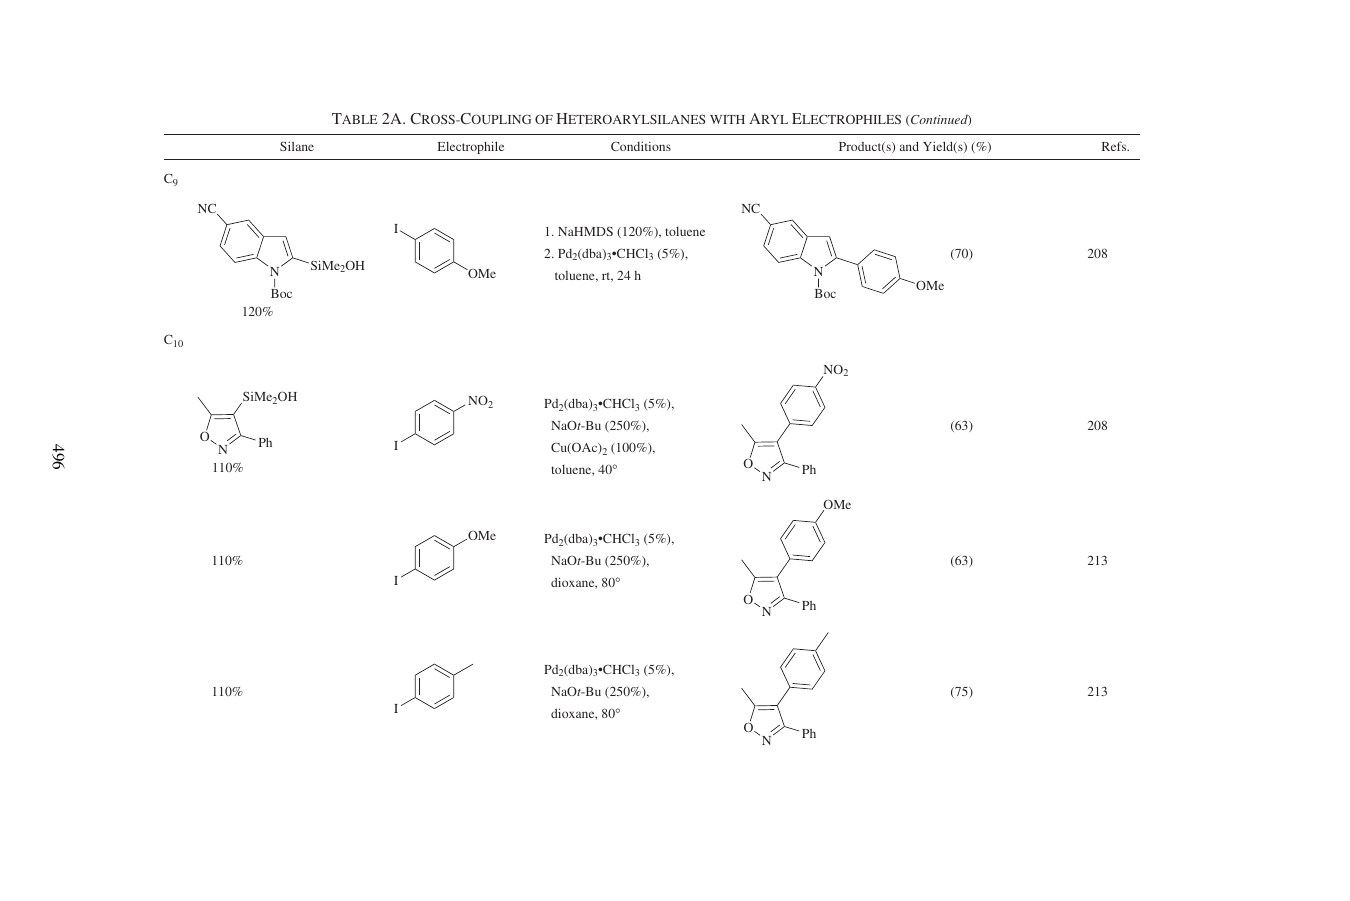 TABLE 2A. CROSS-COUPLING OF HETEROARYLSILANES WITH ARYL ELECTROPHILES (Continued)
Silane Electrophile Conditions Product(s) and Yield(s) (%) Refs.
C9
NC
SiMe2OH
N
Boc
120%
I
OMe
1. NaHMDS (120%), toluene
2. Pd2(dba)3•CHCl3 (5%),
toluene, rt, 24 h
NC
N
Boc
OMe
(70)
208
C10
SiMe2OH
O
N
Ph
110%
NO2
I
Pd2(dba)3•CHCl3 (5%),
NaOt-Bu (250%),
Cu(OAc)2 (100%),
toluene, 40°
NO2
O
N
Ph
(63)
208
110%
OMe
I
Pd2(dba)3•CHCl3 (5%),
NaOt-Bu (250%),
dioxane, 80°
OMe
O
N
Ph
(63)
213
110%
I
Pd2(dba)3•CHCl3 (5%),
NaOt-Bu (250%),
dioxane, 80°
O
N
Ph
(75)
213
496